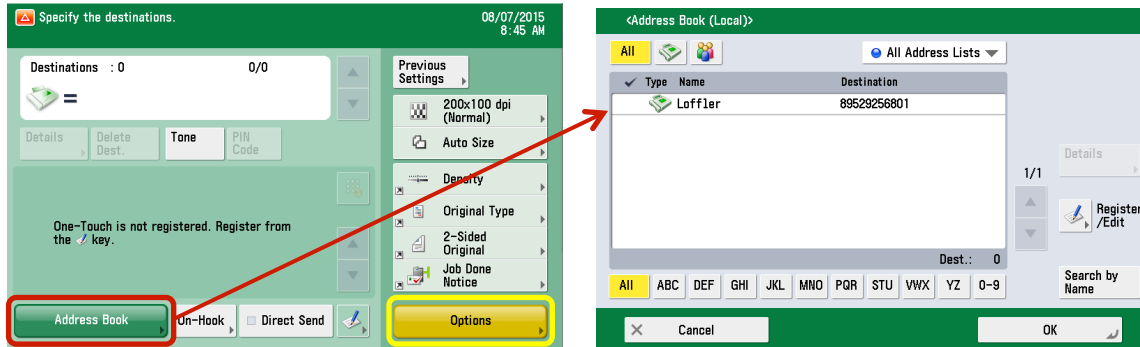 Specify the destinations.
08/07/2015
8:45 AM
Destinations : 0
0/0
=
Details
Delete
Dest.
Tone
PIN
Code
One-Touch is not registered. Register from
the key.
Address Book
On-Hook
Direct Send
Previous
Settings
200x100 dpi
(Normal)
Auto Size
Density
Original Type
2-Sided
Original
Job Done
Notice
Options
<Address Book (Local)>
All
All Address Lists
Type Name Destination
Loffler 89529256801
1/1
Details
Register
/Edit
Dest.: 0
All ABC DEF GHI JKL MNO PQR STU VWX YZ 0-9
Search by
Name
Cancel
OK